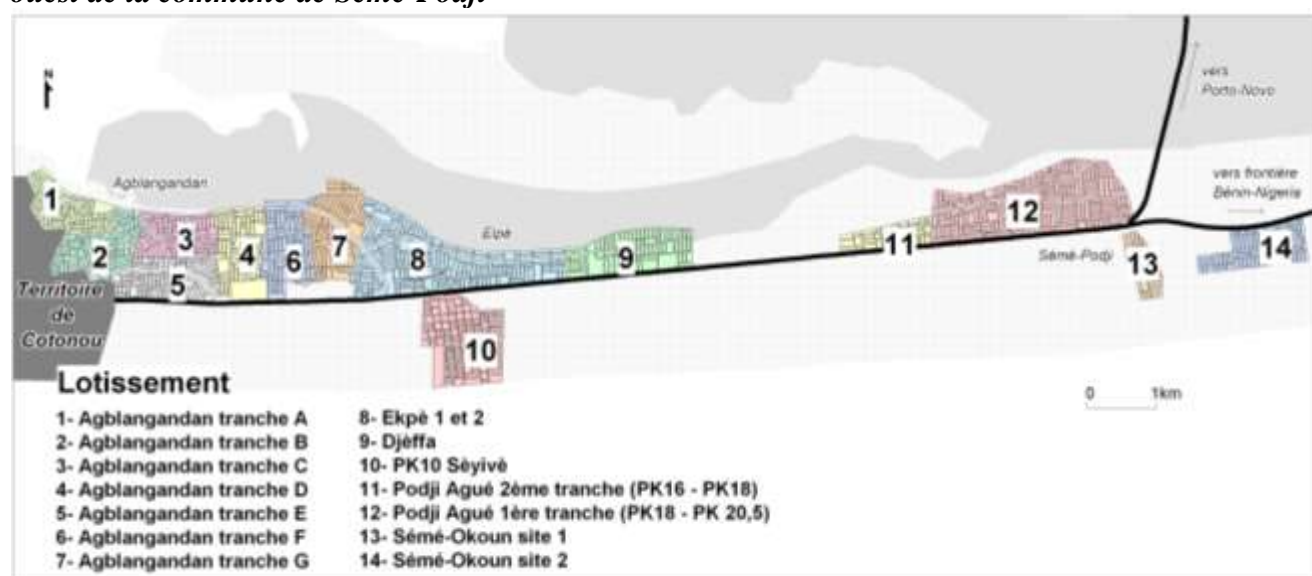 ouest de la commune de Sèmè-Podji
N
vers
Porto-Novo
Agblangandan
vers frontière
Bénin-Nigeria
1
2
3
4
5
6
7
8
Ekpè
9
10
11
12
Sèmè-Podji
13
14
Territoire
de
Cotonou
0 1km
Lotissement
1- Agblangandan tranche A
2- Agblangandan tranche B
3- Agblangandan tranche C
4- Agblangandan tranche D
5- Agblangandan tranche E
6- Agblangandan tranche F
7- Agblangandan tranche G
8- Ekpè 1 et 2
9- Djèffa
10- PK10 Sèyivè
11- Podji Agué 2ème tranche (PK16 - PK18)
12- Podji Agué 1ère tranche (PK18 - PK 20,5)
13- Sémé-Okoun site 1
14- Sémé-Okoun site 2